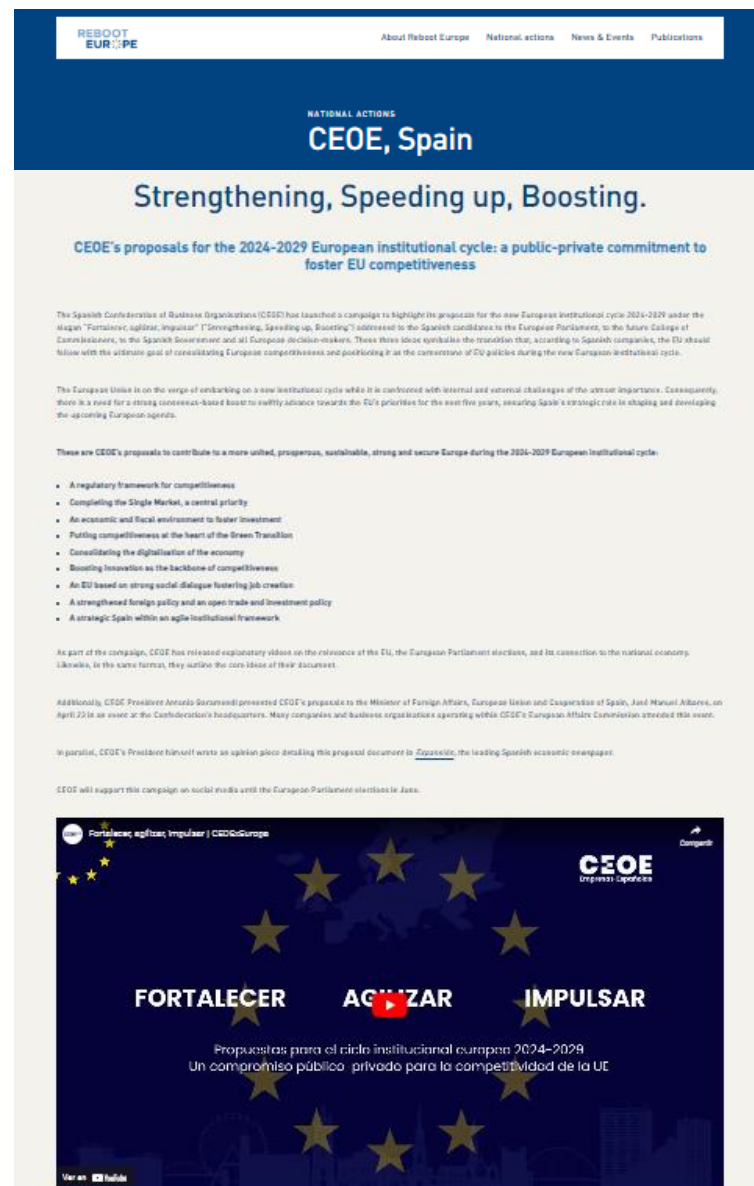 REBOOT
EUROPE
About Reboot Europe National actions News & Events Publications
NATIONAL ACTIONS
CEOE, Spain
Strengthening, Speeding up, Boosting.
CEOE's proposals for the 2024-2029 European institutional cycle: a public-private commitment to
foster EU competitiveness
The Spanish Confederation of Business Organisations (CEOE) has launched a campaign to highlight its proposals for the new European institutional cycle 2024-2029 under the
slogan "Fortalecer, agilizar, impulsar" ("Strengthening, Speeding up, Boosting") addressed to the Spanish candidates to the European Parliament, to the future College of
Commissioners, to the Spanish Government and all European decision-makers. These three ideas symbolise the transition that, according to Spanish companies, the EU should
follow with the ultimate goal of consolidating European competitiveness and positioning it as the cornerstone of EU policies during the new European institutional cycle.
The European Union is on the verge of embarking on a new institutional cycle while it is confronted with internal and external challenges of the utmost importance. Consequently,
there is a need for a strong consensus-based boost to swiftly advance towards the EU's priorities for the next five years, ensuring Spain's strategic role in shaping and developing
the upcoming European agenda.
These are CEOE's proposals to contribute to a more united, prosperous, sustainable, strong and secure Europe during the 2024-2029 European institutional cycle:
• A regulatory framework for competitiveness
• Completing the Single Market, a central priority
• An economic and fiscal environment to foster investment
• Putting competitiveness at the heart of the Green Transition
• Consolidating the digitalisation of the economy
• Boosting innovation as the backbone of competitiveness
• An EU based on strong social dialogue fostering job creation
• A strengthened foreign policy and an open trade and investment policy
• A strategic Spain within an agile institutional framework
As part of the campaign, CEOE has released explanatory videos on the relevance of the EU, the European Parliament elections, and its connection to the national economy.
Likewise, in the same format, they outline the core ideas of their document.
Additionally, CEOE President Antonio Garamendi presented CEOE's proposals to the Minister of Foreign Affairs, European Union and Cooperation of Spain, José Manuel Albares, on
April 23 in an event at the Confederation's headquarters. Many companies and business organisations operating within CEOE's European Affairs Commission attended this event.
In parallel, CEOE's President himself wrote an opinion piece detailing this proposal document in Expansión, the leading Spanish economic newspaper.
CEOE will support this campaign on social media until the European Parliament elections in June.
Fortalecer, agilizar, impulsar | CEOExEuropa
Compartir
CEOE
Empresas Españolas
FORTALECER AGILIZAR IMPULSAR
Propuestas para el ciclo institucional europeo 2024-2029
Un compromiso público privado para la competitividad de la UE
Ver en YouTube